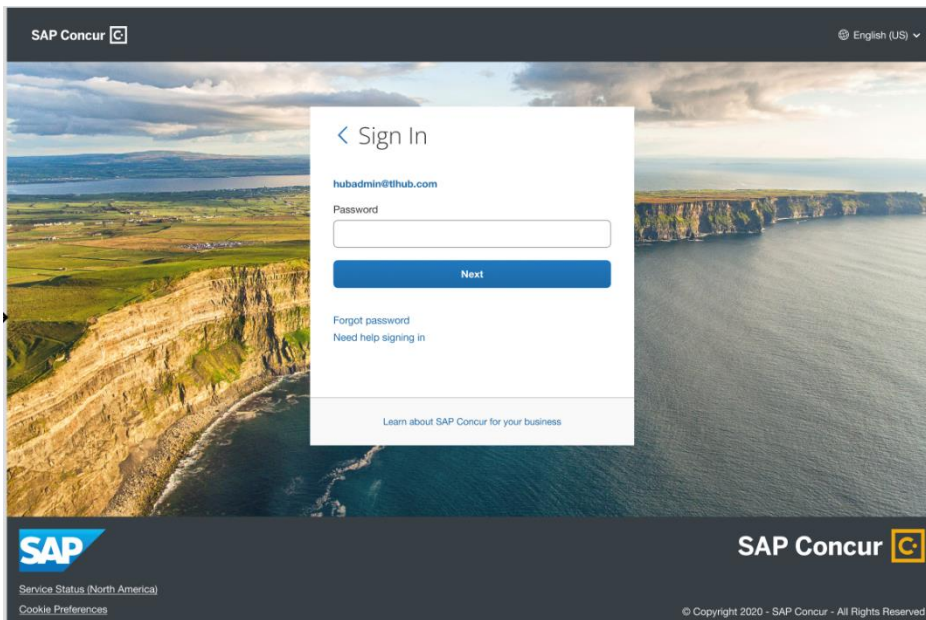 SAP Concur C
English (US)
Sign In
hubadmin@tlhub.com
Password
Next
Forgot password
Need help signing in
Learn about SAP Concur for your business
SAP
SAP Concur C
Service Status (North America)
Cookie Preferences
© Copyright 2020 - SAP Concur - All Rights Reserved